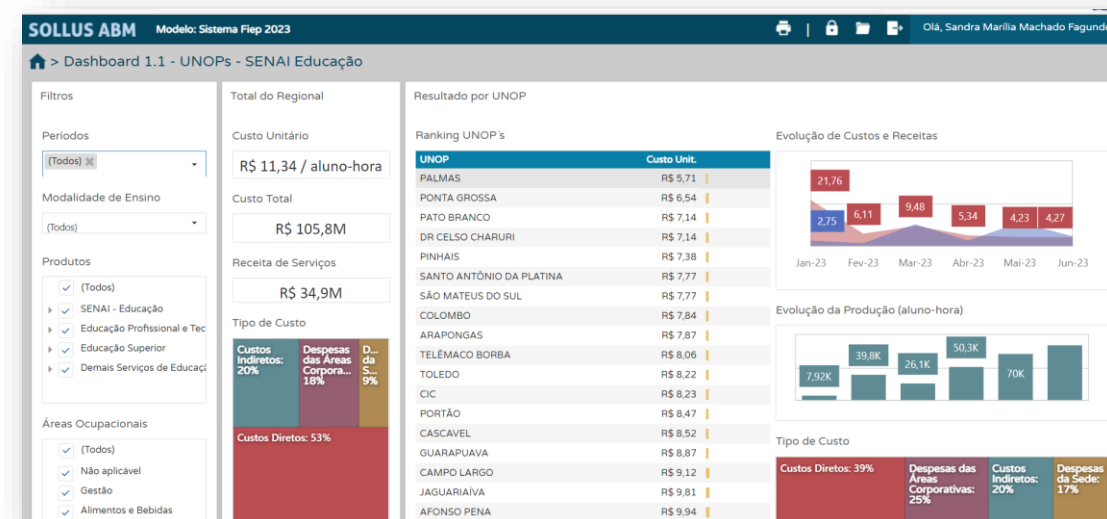 SOLLUS ABM Modelo: Sistema Fiep 2023
| Olá, Sandra Marília Machado Fagund
> Dashboard 1.1 - UNOPs - SENAI Educação
Filtros
Períodos
(Todos)
Modalidade de Ensino
(Todos)
Produtos
(Todos)
SENAI - Educação
Educação Profissional e Tec
Educação Superior
Demais Serviços de Educaç
Áreas Ocupacionais
(Todos)
Não aplicável
Gestão
Alimentos e Bebidas
Total do Regional
Custo Unitário
R$ 11,34 / aluno-hora
Custo Total
R$ 105,8M
Receita de Serviços
R$ 34,9M
Tipo de Custo
Custos Indiretos: 20%
Despesas das Áreas Corpora... 18%
D... da S... 9%
Custos Diretos: 53%
Resultado por UNOP
Ranking UNOP´s
UNOP Custo Unit.
PALMAS R$ 5,71
PONTA GROSSA R$ 6,54
PATO BRANCO R$ 7,14
DR CELSO CHARURI R$ 7,14
PINHAIS R$ 7,38
SANTO ANTÔNIO DA PLATINA R$ 7,77
SÃO MATEUS DO SUL R$ 7,77
COLOMBO R$ 7,84
ARAPONGAS R$ 7,87
TELÊMACO BORBA R$ 8,06
TOLEDO R$ 8,22
CIC R$ 8,23
PORTÃO R$ 8,47
CASCAVEL R$ 8,52
GUARAPUAVA R$ 8,87
CAMPO LARGO R$ 9,12
JAGUARIAÍVA R$ 9,81
AFONSO PENA R$ 9,94
Evolução de Custos e Receitas
21,76
2,75 6,11 9,48 5,34 4,23 4,27
Jan-23 Fev-23 Mar-23 Abr-23 Mai-23 Jun-23
Evolução da Produção (aluno-hora)
7,92K 39,8K 26,1K 50,3K 70K
Tipo de Custo
Custos Diretos: 39%
Despesas das Áreas Corporativas: 25%
Custos Indiretos: 20%
Despesas da Sede: 17%